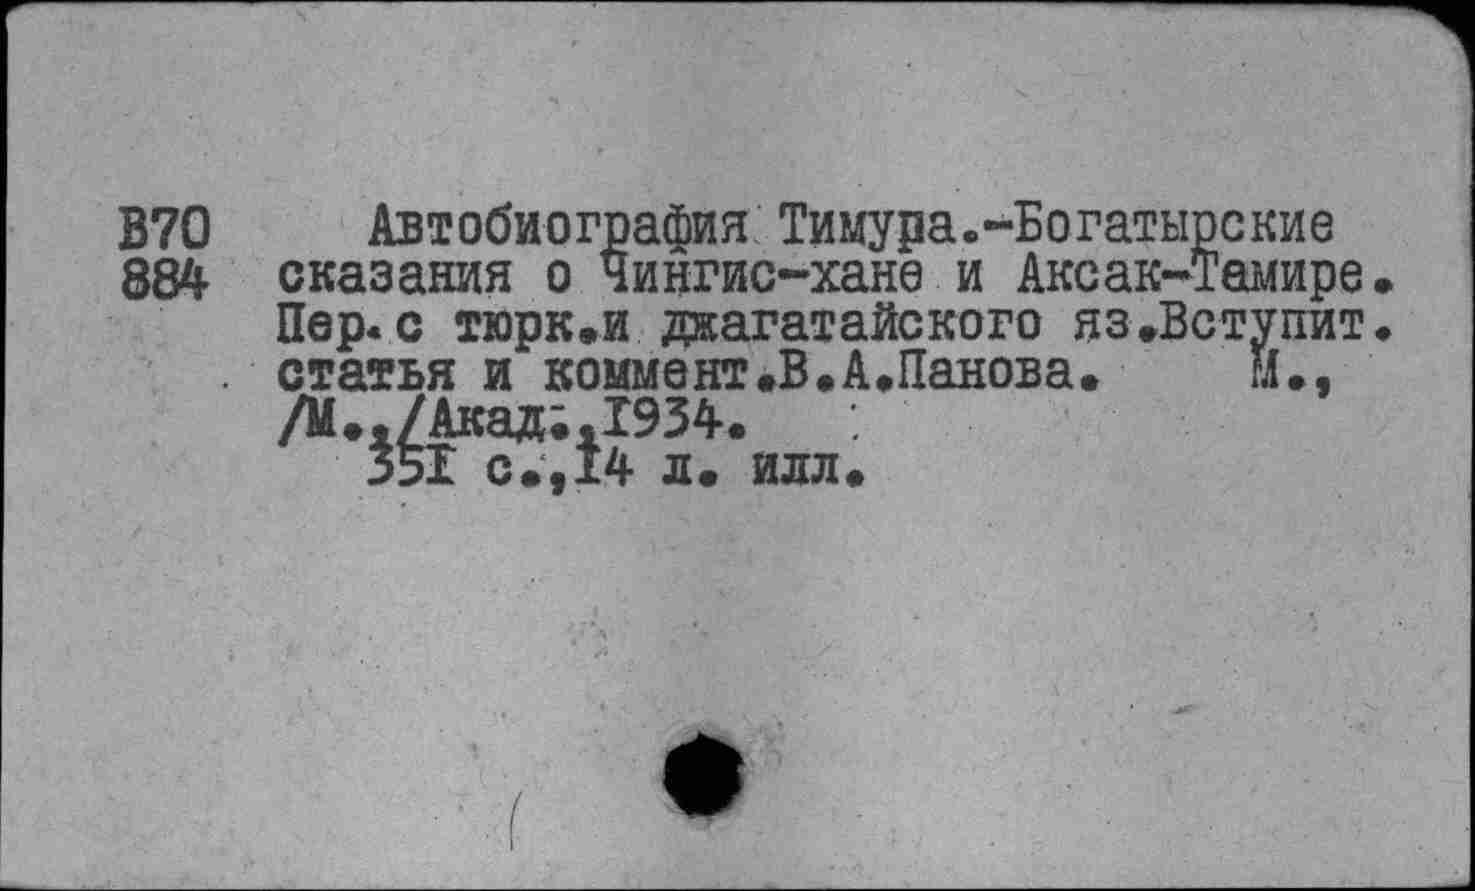 В70 Автобиография Тимура.-Богатырские
884 сказания о Чингис-хане и Аксак-Темире.
Пер.с тюрк.и джагатайского яз.Вступит.
статья и коммент.В.А.Панова. М.,
/М.,/Акад.,1934.
351 с.,14 л. илл.